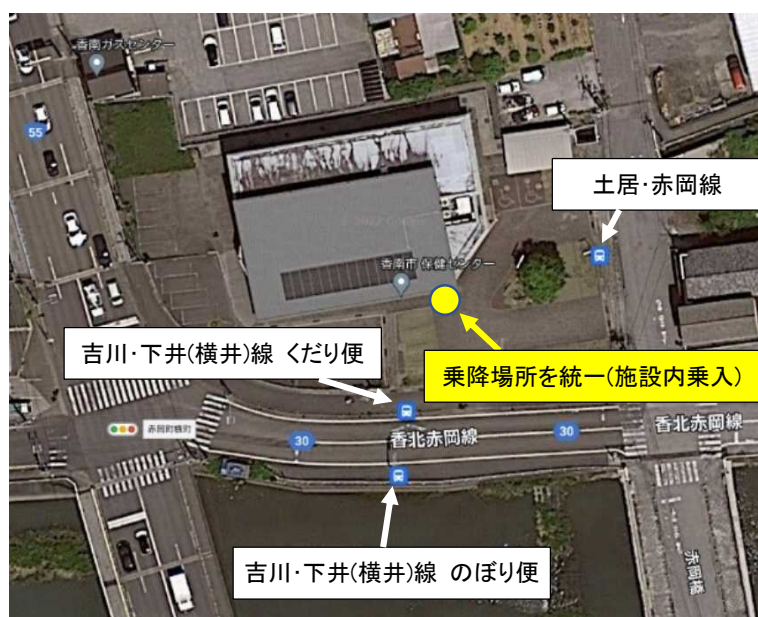 香南ガスセンター
55
土居・赤岡線
香南市 保健センター
吉川・下井(横井)線 くだり便
乗降場所を統一(施設内乗入)
赤岡町横町
30
香北赤岡線
30
香北赤岡線
吉川・下井(横井)線 のぼり便
赤岡橋